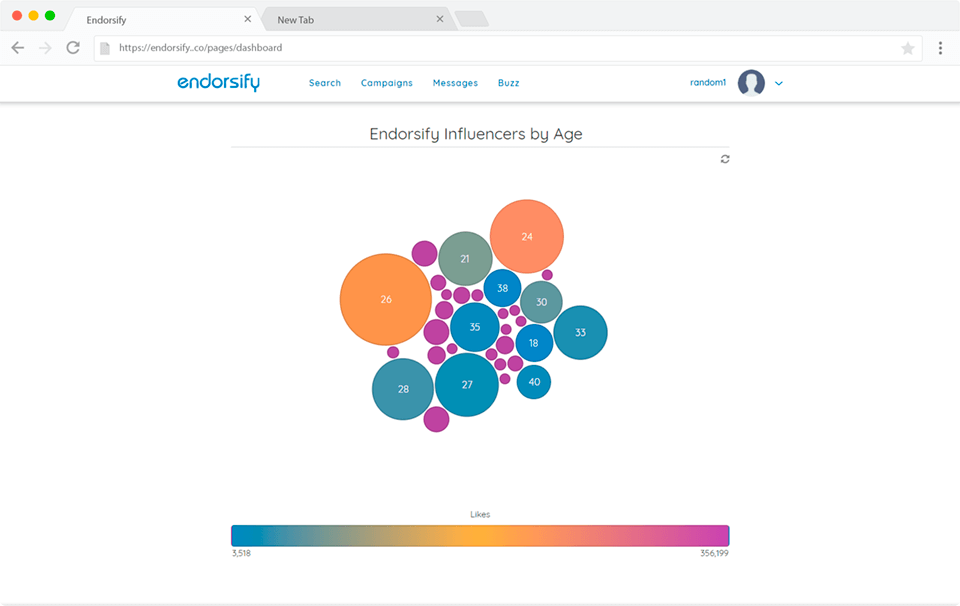 Endorsify
New Tab
https://endorsify.co/pages/dashboard
endorsify Search Campaigns Messages Buzz random1
Endorsify Influencers by Age
24
21
26
38
30
35
33
18
27
28
40
Likes
3,518 356,199